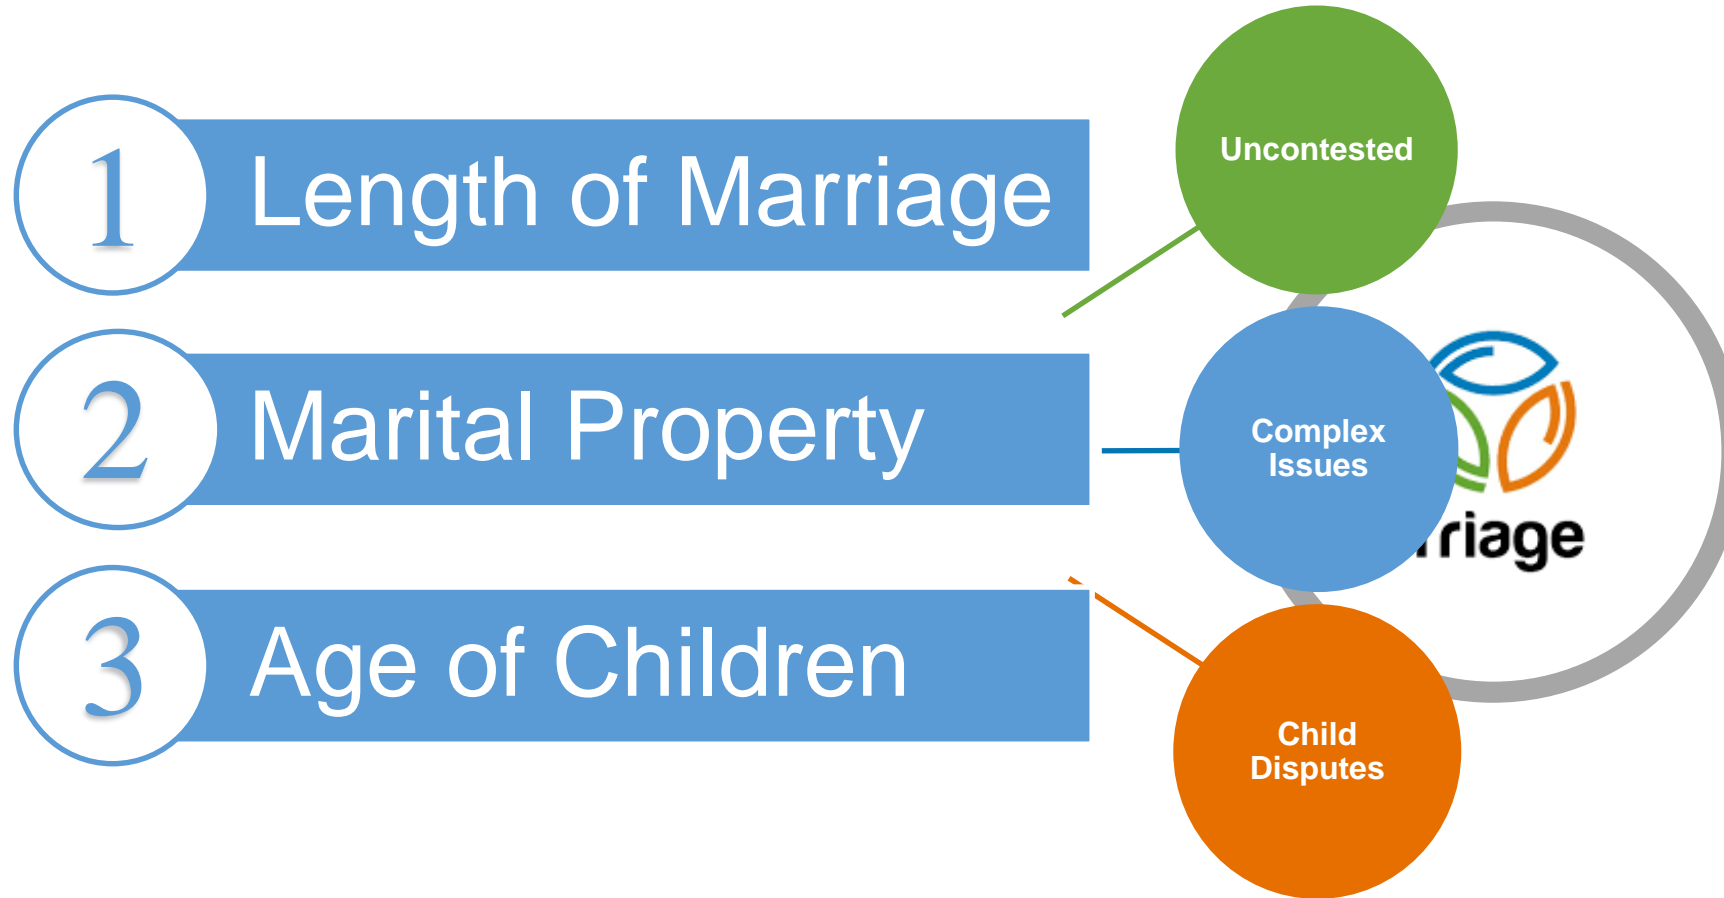 1
Length of Marriage
2
Marital Property
3
Age of Children
Uncontested
Complex
Issues
Child
Disputes
riage